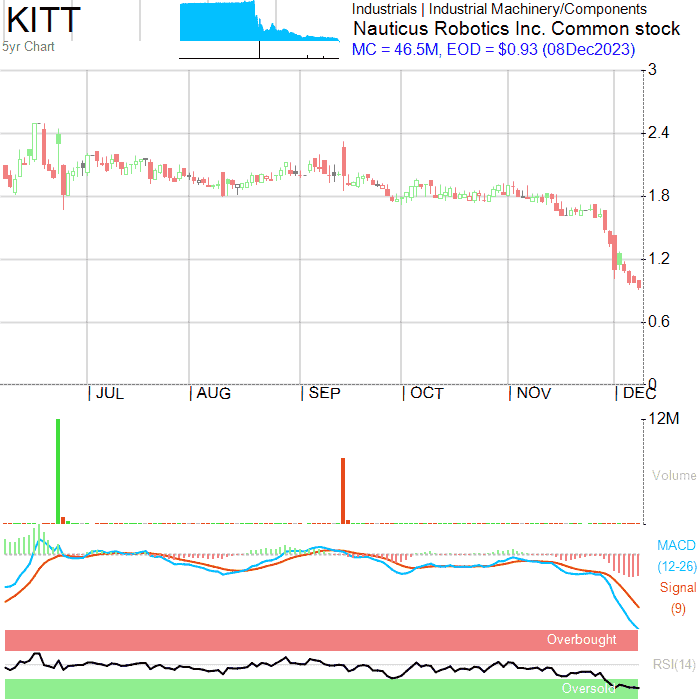 KITT
5yr Chart
Industrials | Industrial Machinery/Components
Nauticus Robotics Inc. Common stock
MC = 46.5M, EOD = $0.93 (08Dec2023)
3
2.4
1.8
1.2
0.6
0
JUL AUG SEP OCT NOV DEC
12M
Volume
MACD
(12-26)
Signal
(9)
Overbought
RSI(14)
Oversold